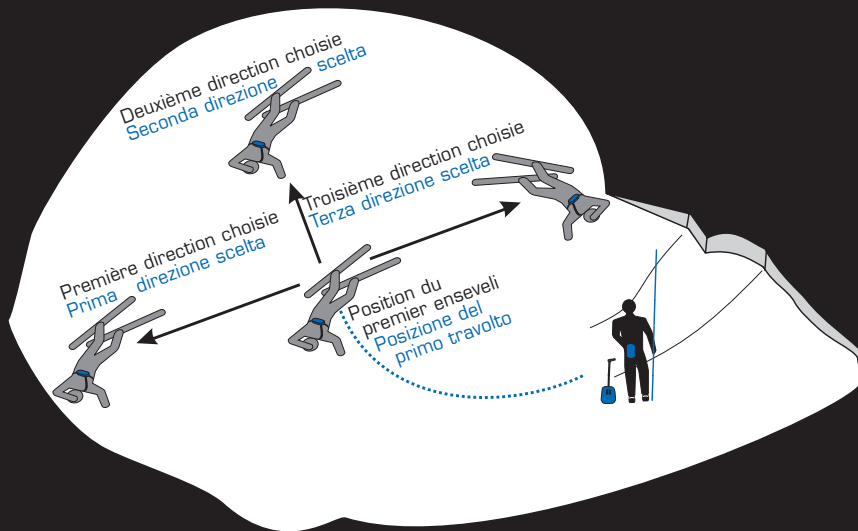 Deuxième direction choisie
Seconda direzione scelta
Troisième direction choisie
Terza direzione scelta
Première direction choisie
Prima direzione scelta
Position du
premier enseveli
Posizione del
primo travolto